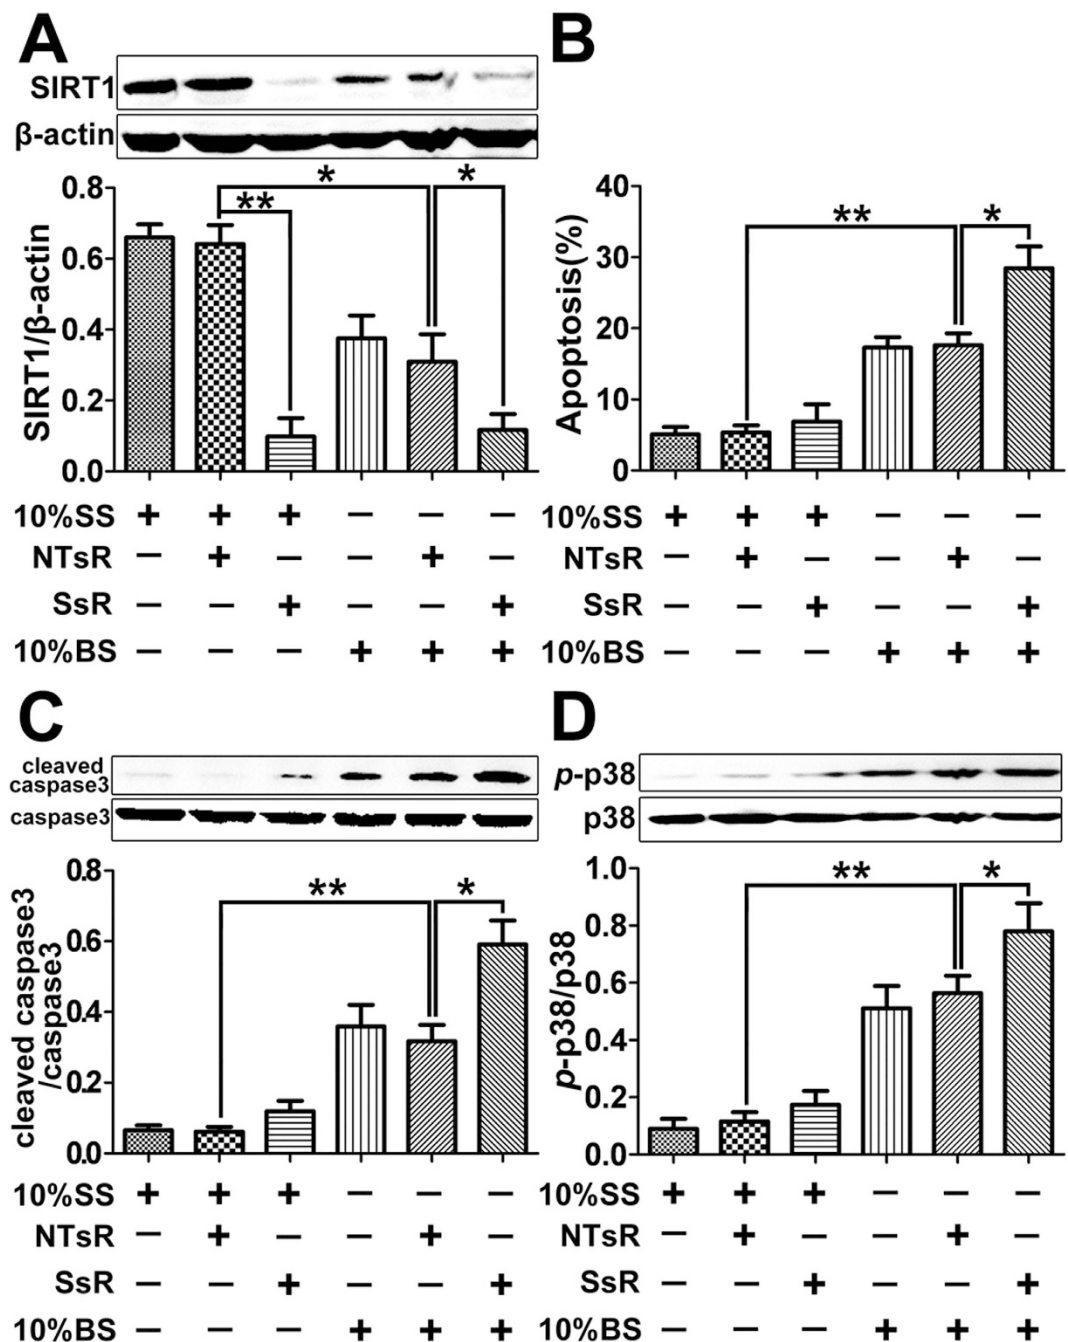 A
SIRT1
β-actin
* *
**
0.8
0.6
0.4
0.2
0.0
SIRT1/β-actin
10%SS + + + − − −
NTsR − + − − + −
SsR − − + − − +
10%BS − − − + + +
B
** *
40
30
20
10
0
Apoptosis(%)
10%SS + + + − − −
NTsR − + − − + −
SsR − − + − − +
10%BS − − − + + +
C
cleaved
caspase3
caspase3
** *
0.8
0.6
0.4
0.2
0.0
cleaved caspase3
/caspase3
10%SS + + + − − −
NTsR − + − − + −
SsR − − + − − +
10%BS − − − + + +
D
p-p38
p38
** *
1.0
0.8
0.6
0.4
0.2
0.0
p-p38/p38
10%SS + + + − − −
NTsR − + − − + −
SsR − − + − − +
10%BS − − − + + +